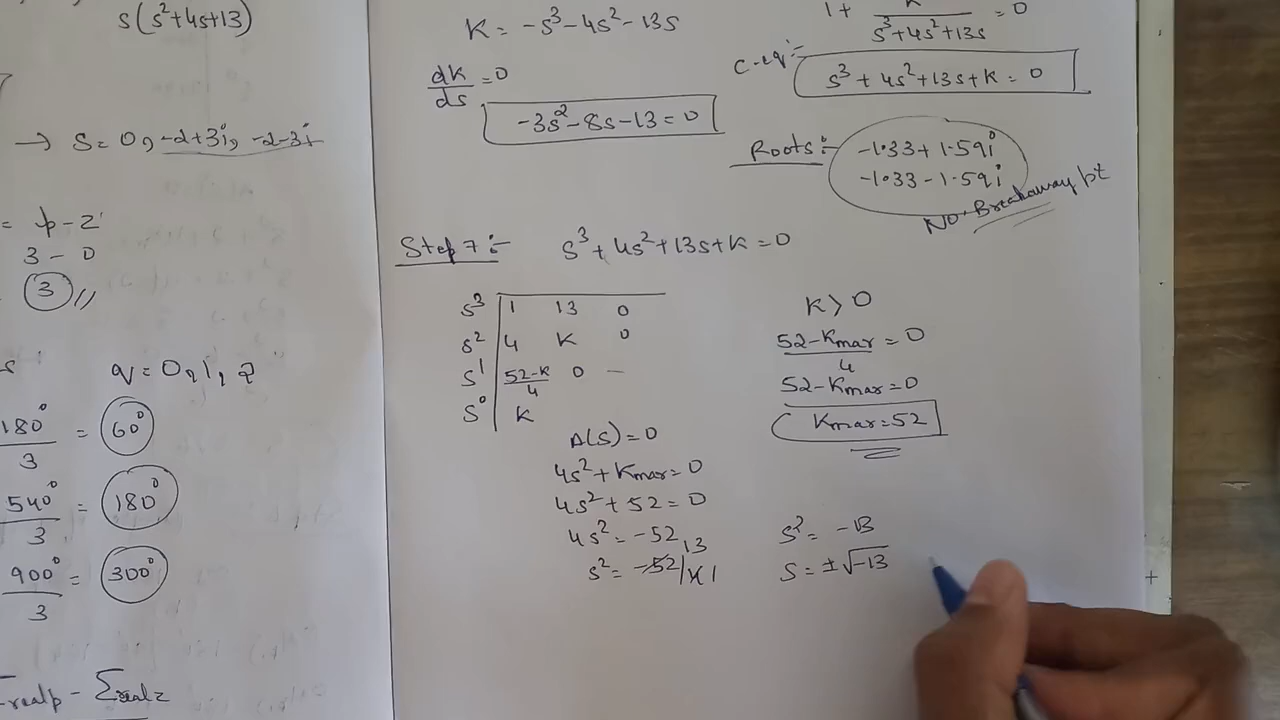 s(s²+4s+13)
→ s = 0, -2+3i, -2-3i
= p-z
3 - 0
3 //
q = 0, 1, 2
180°/3 = 60°
540°/3 = 180°
900°/3 = 300°
realp - Σrealz
K = -s³-4s²-13s
dK/ds = 0
-3s²-8s-13 = 0
1 + K/s³+4s²+13s = 0
C-eq:-
s³ + 4s²+13s+K = 0
Roots:- -1.33 + 1.59i
-1.33 - 1.59i
NO-Breakaway pt
Step 7:- s³+4s²+13s+K = 0
s³ | 1 13 0
s² | 4 K 0
s¹ | 52-K/4 0 —
s⁰ | K
A(s) = 0
4s²+Kmax = 0
4s²+52 = 0
4s² = -52
s² = -52/4 13 1
K > 0
52-Kmax/4 = 0
52-Kmax = 0
Kmax = 52
s² = -13
s = ±√-13